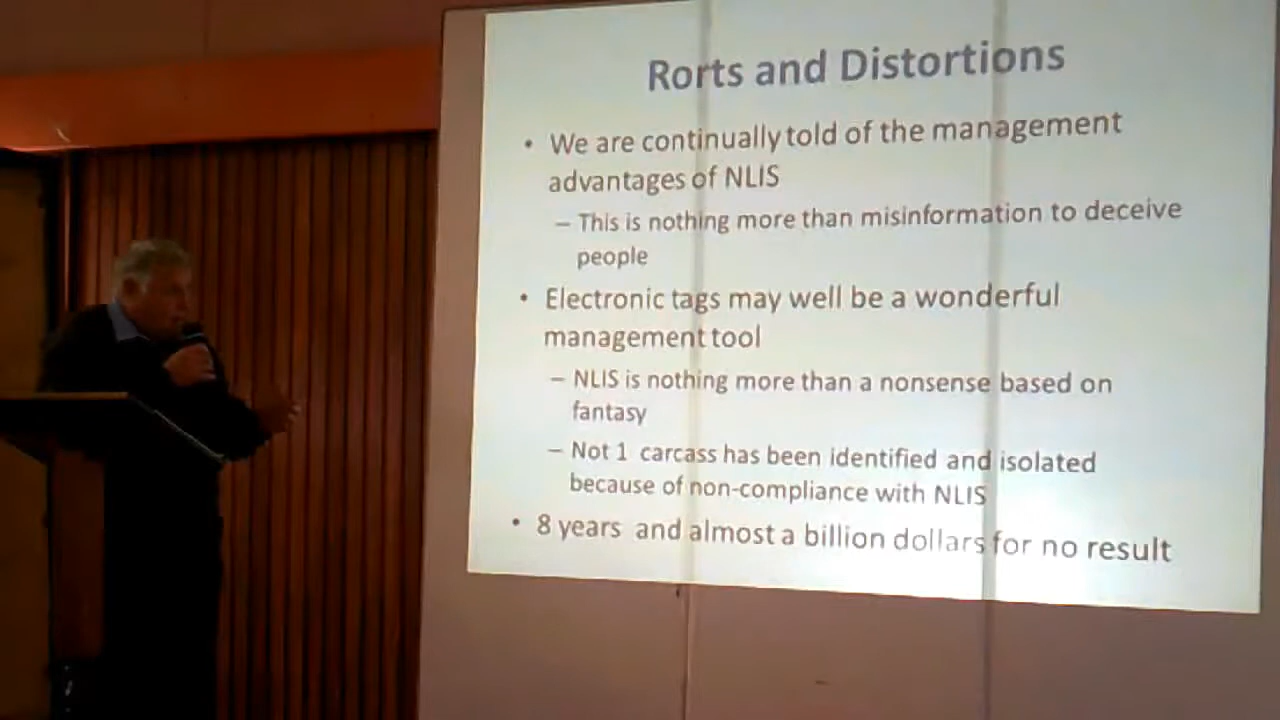 Rorts and Distortions
• We are continually told of the management
advantages of NLIS
– This is nothing more than misinformation to deceive
people
• Electronic tags may well be a wonderful
management tool
– NLIS is nothing more than a nonsense based on
fantasy
– Not 1 carcass has been identified and isolated
because of non-compliance with NLIS
• 8 years and almost a billion dollars for no result